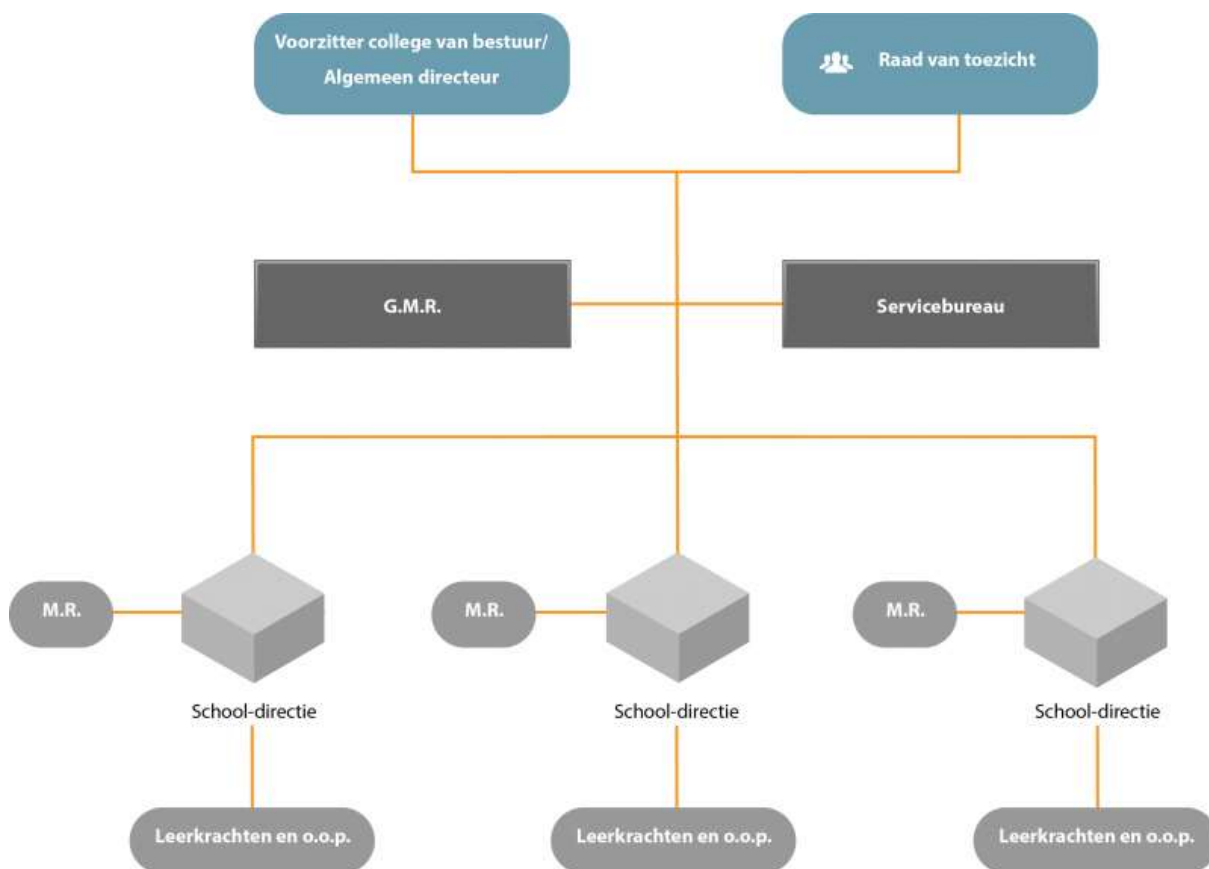 Voorzitter college van bestuur/
Algemeen directeur
Raad van toezicht
G.M.R.
Servicebureau
M.R.
M.R.
M.R.
School-directie
School-directie
School-directie
Leerkrachten en o.o.p.
Leerkrachten en o.o.p.
Leerkrachten en o.o.p.